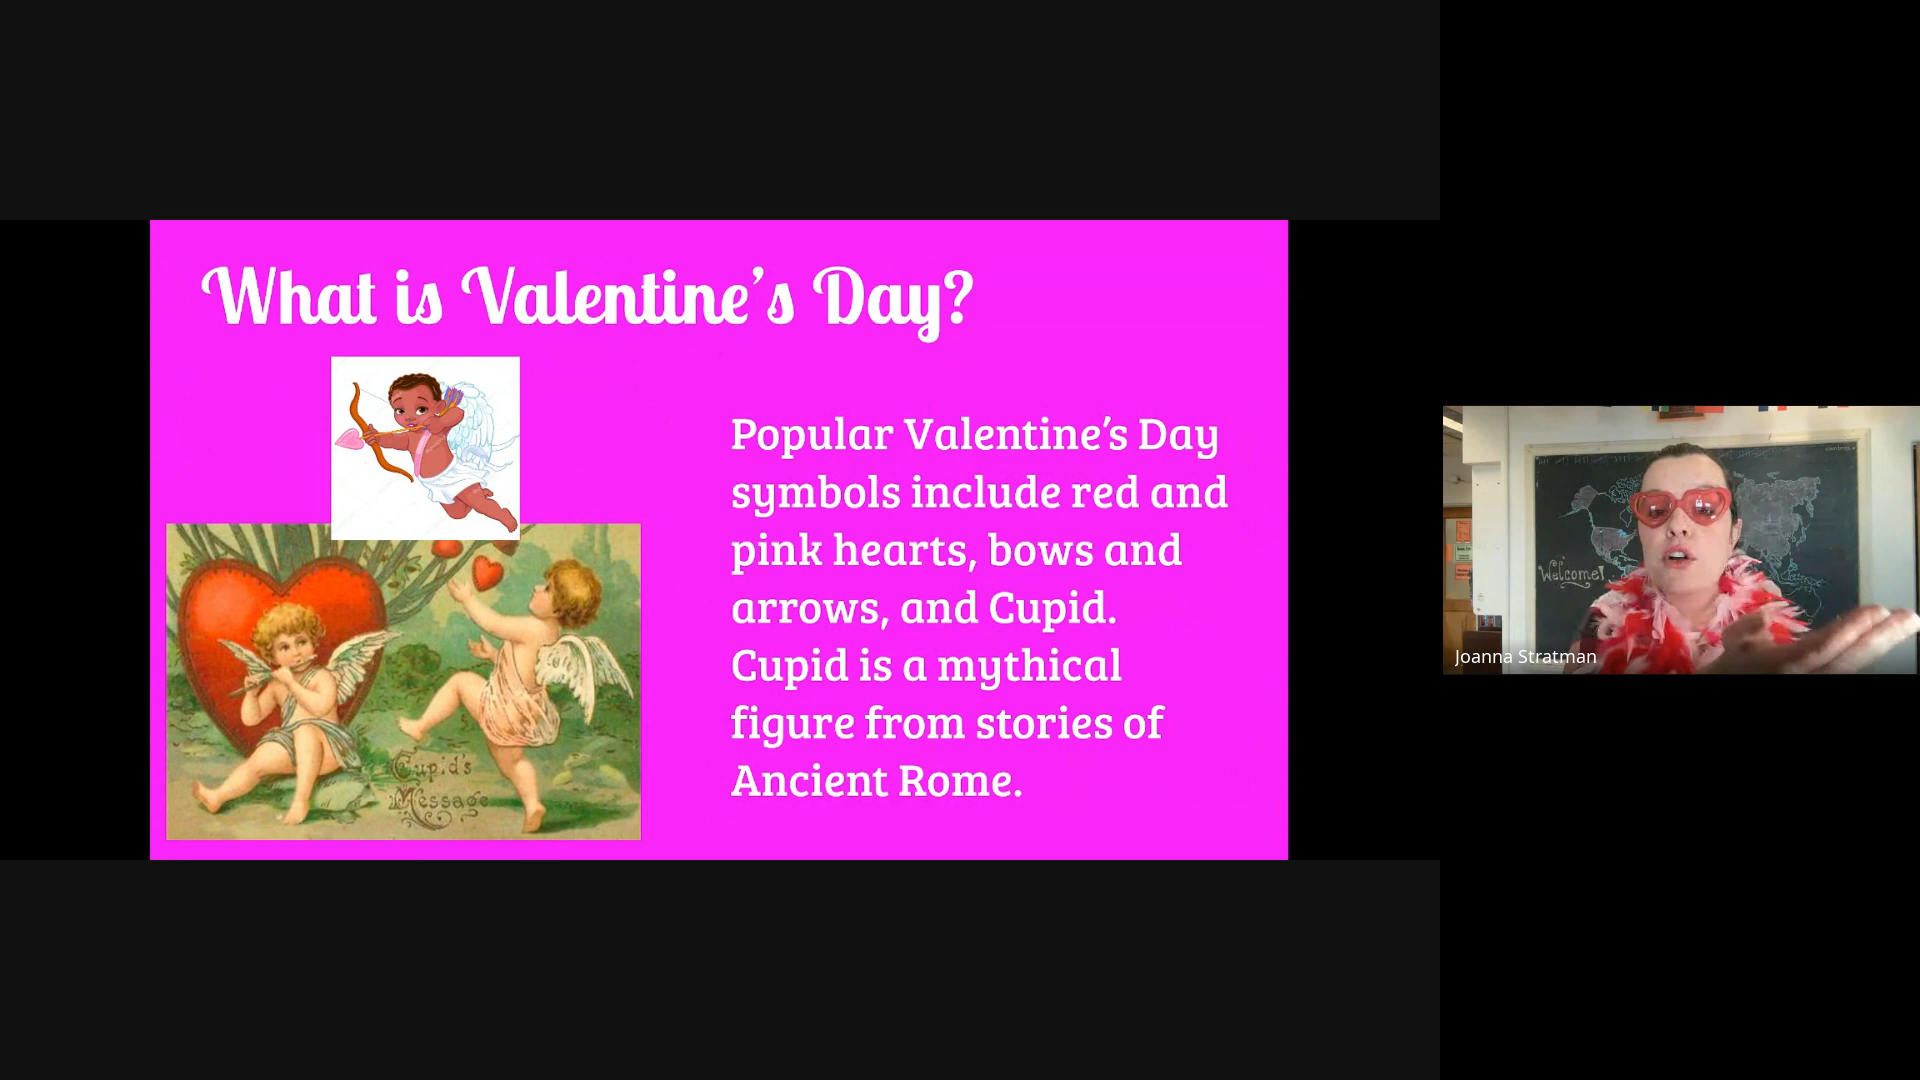 What is Valentine's Day?
Popular Valentine's Day
symbols include red and
pink hearts, bows and
arrows, and Cupid.
Cupid is a mythical
figure from stories of
Ancient Rome.
Cupid's
Message
Welcome!
Joanna Stratman